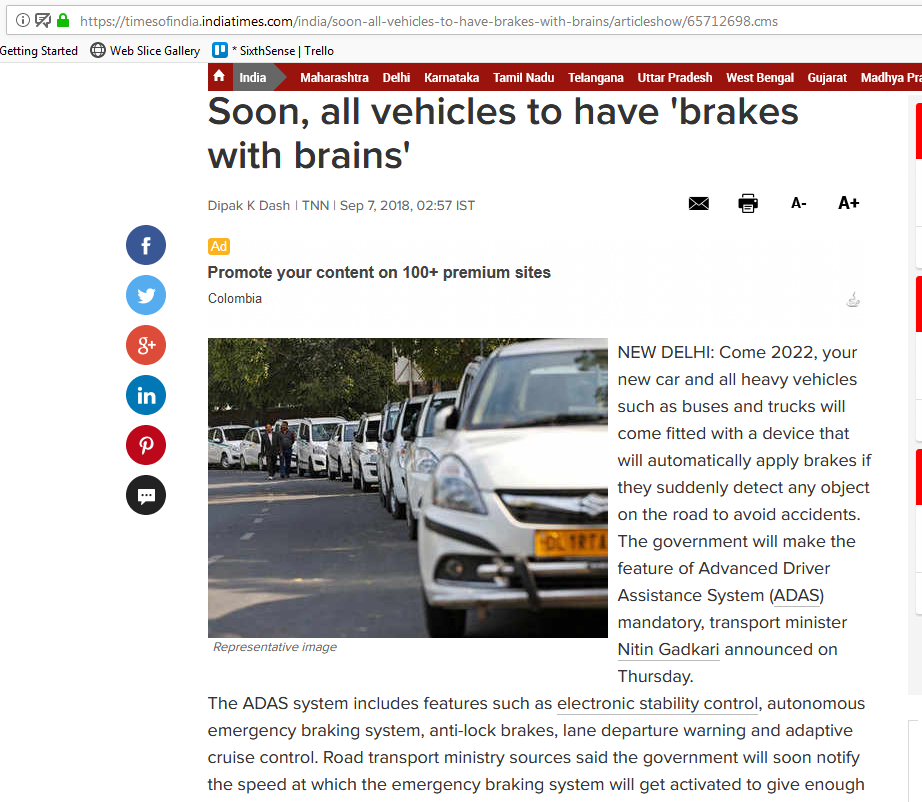 https://timesofindia.indiatimes.com/india/soon-all-vehicles-to-have-brakes-with-brains/articleshow/65712698.cms
Getting Started Web Slice Gallery * SixthSense | Trello
India Maharashtra Delhi Karnataka Tamil Nadu Telangana Uttar Pradesh West Bengal Gujarat Madhya Pra
Soon, all vehicles to have 'brakes
with brains'
Dipak K Dash | TNN | Sep 7, 2018, 02:57 IST
A- A+
Ad
Promote your content on 100+ premium sites
Colombia
f
g+
in
DL1RTA
Representative image
NEW DELHI: Come 2022, your
new car and all heavy vehicles
such as buses and trucks will
come fitted with a device that
will automatically apply brakes if
they suddenly detect any object
on the road to avoid accidents.
The government will make the
feature of Advanced Driver
Assistance System (ADAS)
mandatory, transport minister
Nitin Gadkari announced on
Thursday.
The ADAS system includes features such as electronic stability control, autonomous
emergency braking system, anti-lock brakes, lane departure warning and adaptive
cruise control. Road transport ministry sources said the government will soon notify
the speed at which the emergency braking system will get activated to give enough